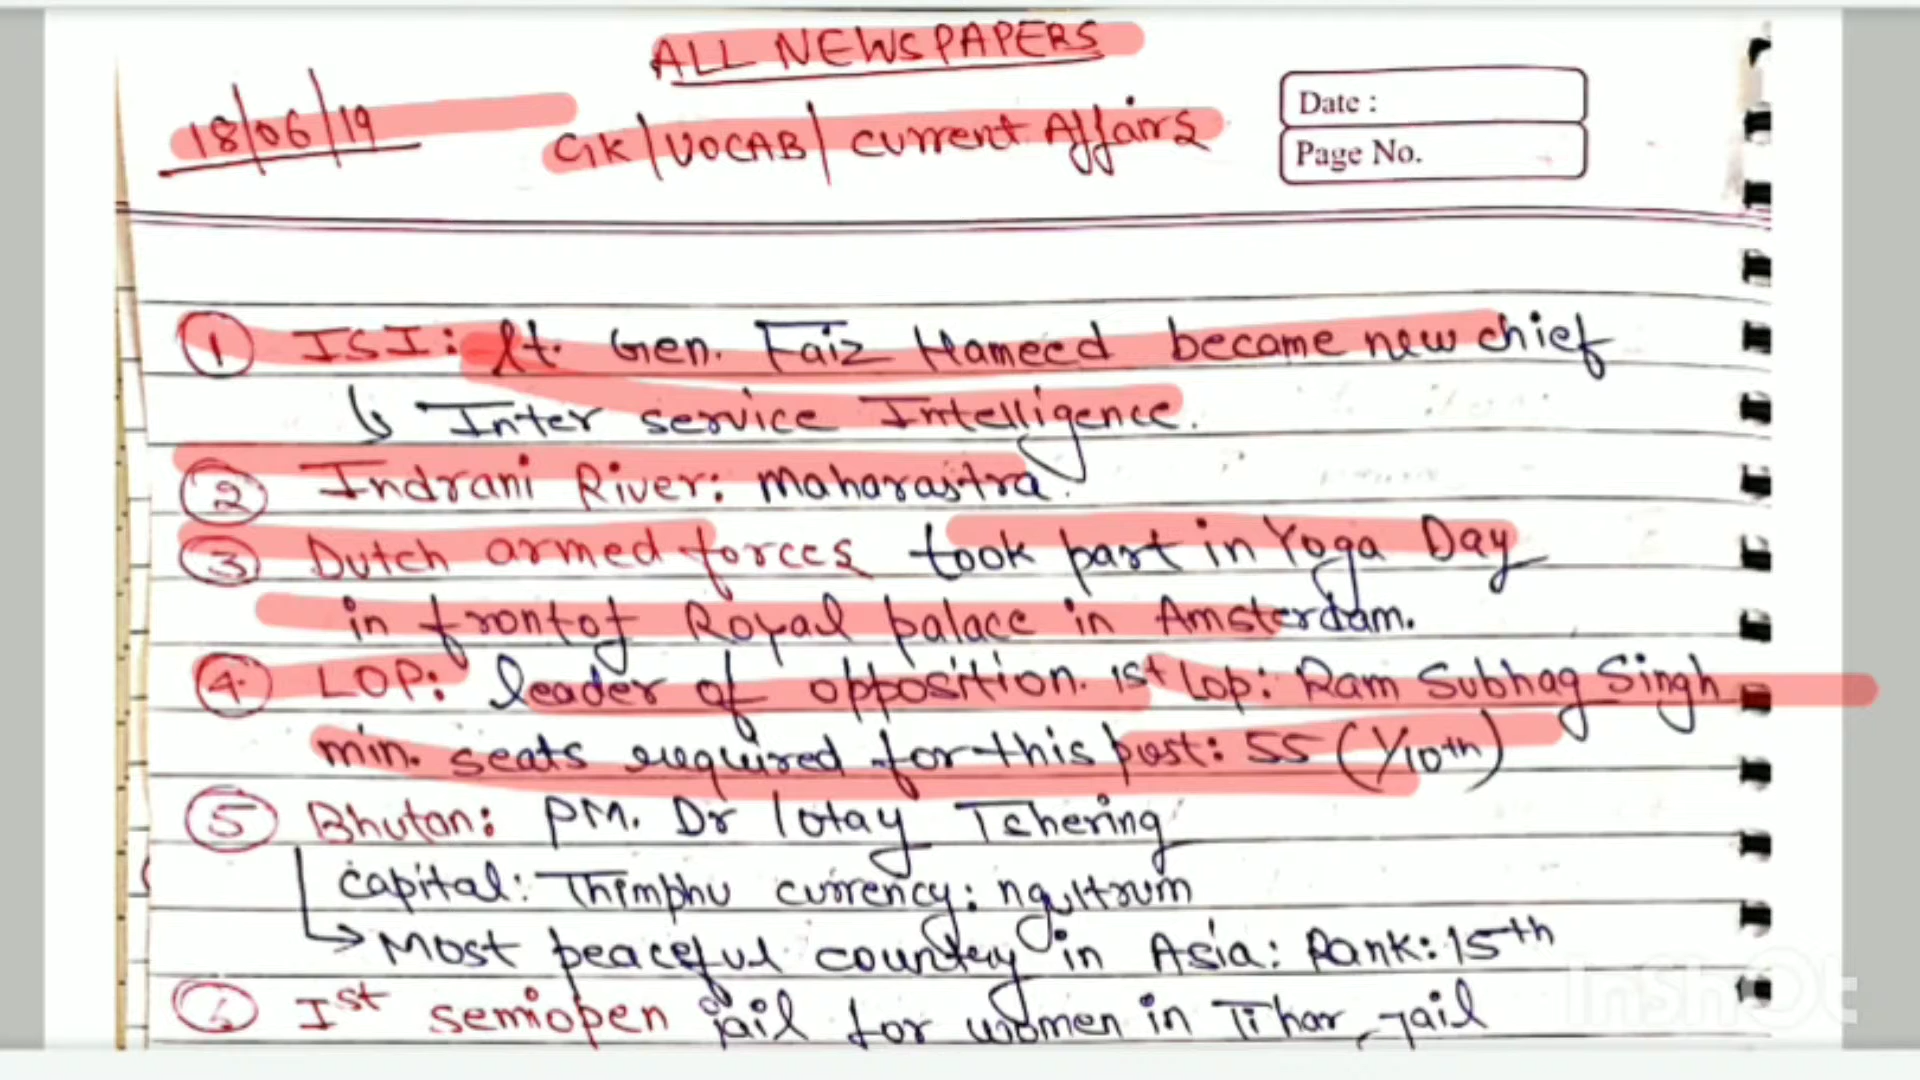 ALL NEWSPAPERS
18/06/19
GK/VOCAB/ current Affairs
Date :
Page No.
① ISI: lt. Gen. Faiz Hameed became new chief
↳ Inter service Intelligence.
② Indrani River: Maharastra.
③ Dutch armed forces took part in Yoga Day
in front of Royal palace in Amsterdam.
④ LOP: leader of opposition. 1st Lop: Ram Subhag Singh
min. seats required for this post: 55 (1/10th)
⑤ Bhutan: PM. Dr lotay Tshering
capital: Thimphu currency: ngultrum
→ Most peaceful country in Asia: Rank: 15th
⑥ Ist semiopen jail for women in Tihar jail
InShOt